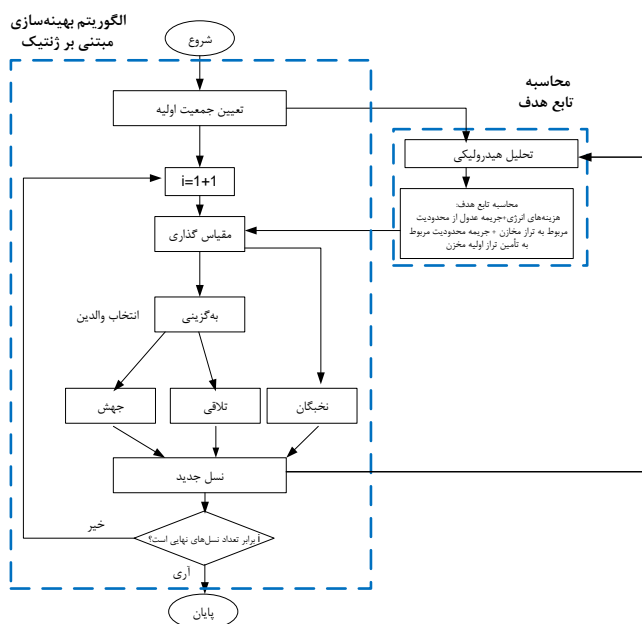 الگوریتم بهینه‌سازی
مبتنی بر ژنتیک
شروع
محاسبه
تابع هدف
تعیین جمعیت اولیه
تحلیل هیدرولیکی
i=1+1
محاسبه تابع هدف:
هزینه‌های انرژی+جریمه عدول از محدودیت
مربوط به تراز مخازن + جریمه محدودیت مربوط
به تأمین تراز اولیه مخزن
مقیاس گذاری
انتخاب والدین
به‌گزینی
جهش
تلاقی
نخبگان
نسل جدید
خیر
i برابر تعداد نسل‌های نهایی است؟
آری
پایان